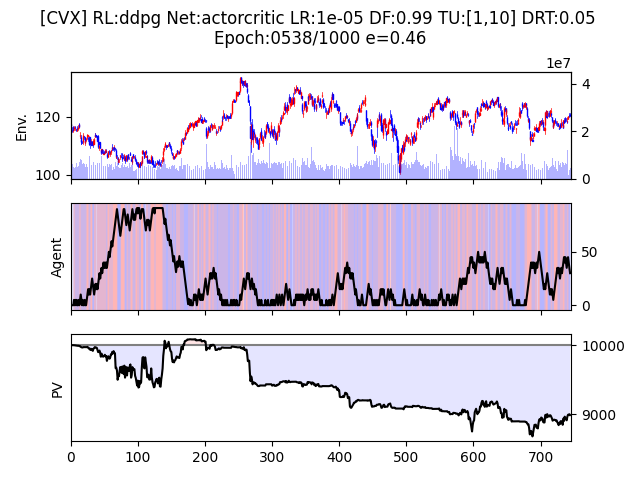 [CVX] RL:ddpg Net:actorcritic LR:1e-05 DF:0.99 TU:[1,10] DRT:0.05
Epoch:0538/1000 e=0.46
1e7
Env.
120
100
4
2
0
Agent
50
0
PV
10000
9000
0 100 200 300 400 500 600 700